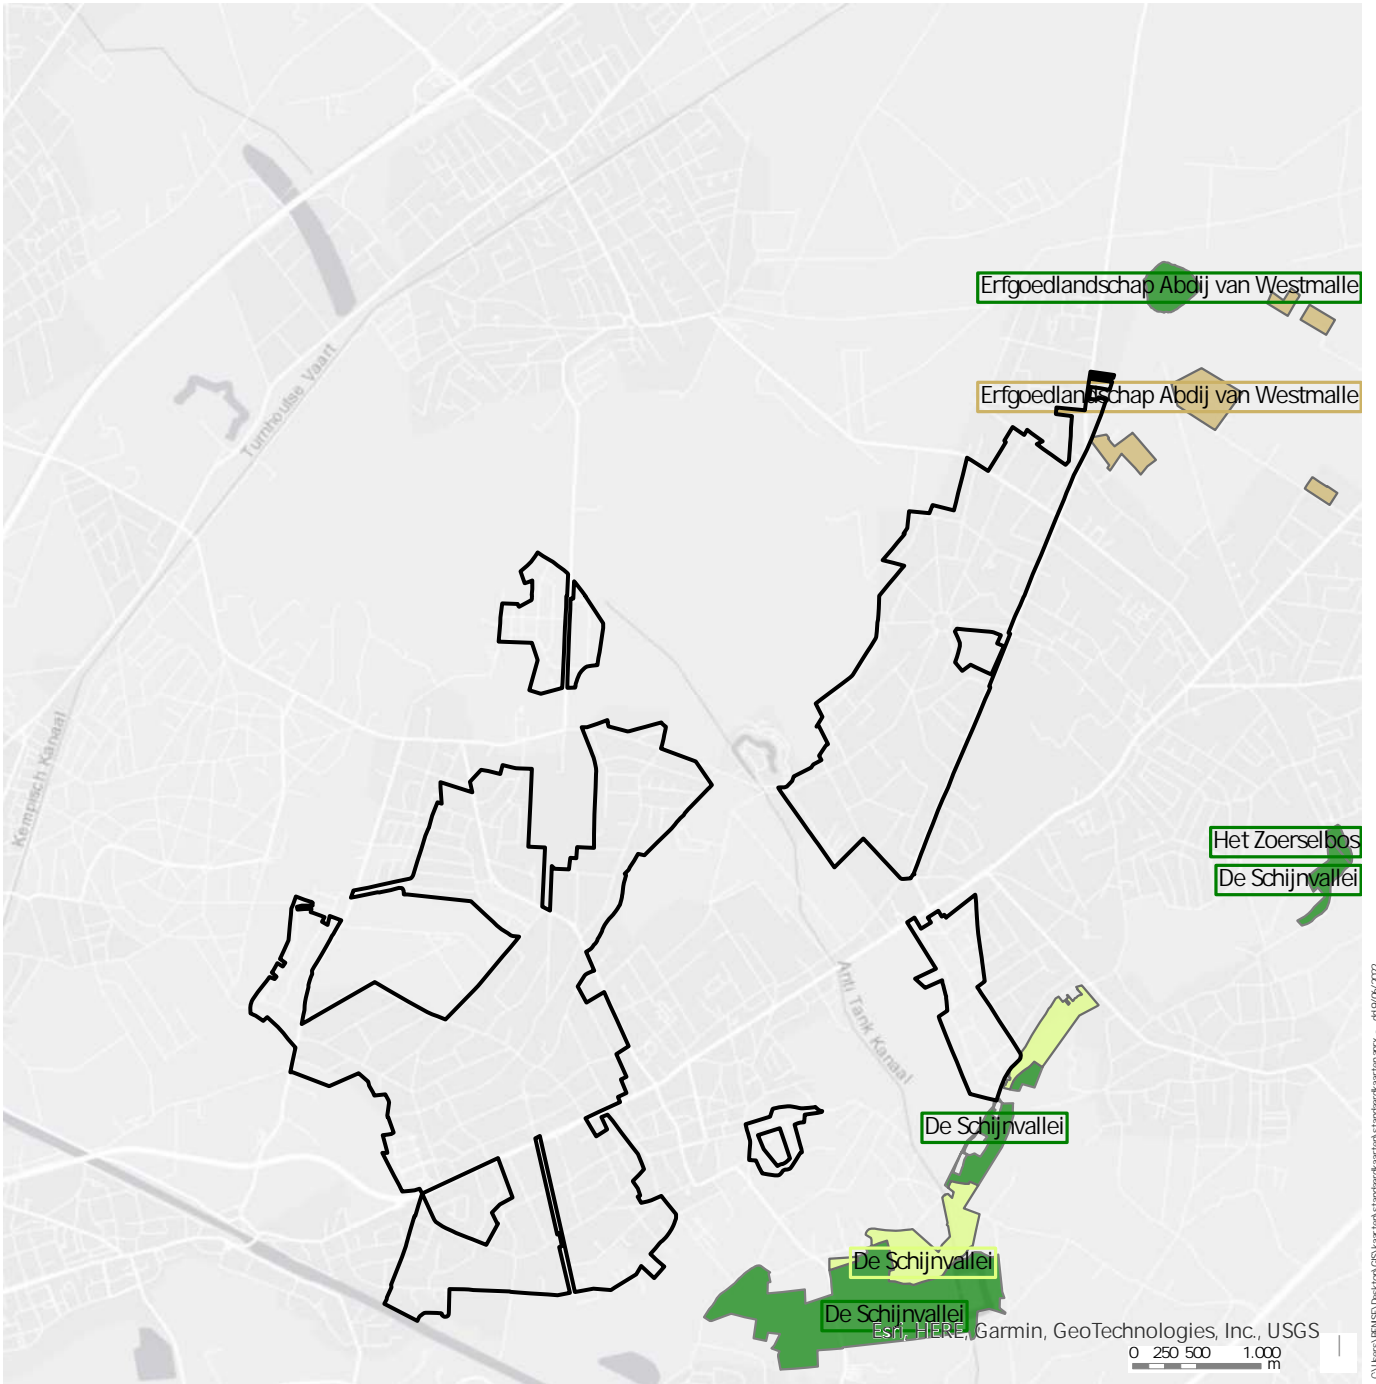 Erfgoedlandschap Abdij van Westmalle
Turnhoutse Vaart
Erfgoedlandschap Abdij van Westmalle
Kempisch Kanaal
Het Zoerselbos
De Schijnvallei
Anti Tank Kanaal
De Schijnvallei
De Schijnvallei
De Schijnvallei
Esri, HERE, Garmin, GeoTechnologies, Inc., USGS
0 250 500 1.000
m